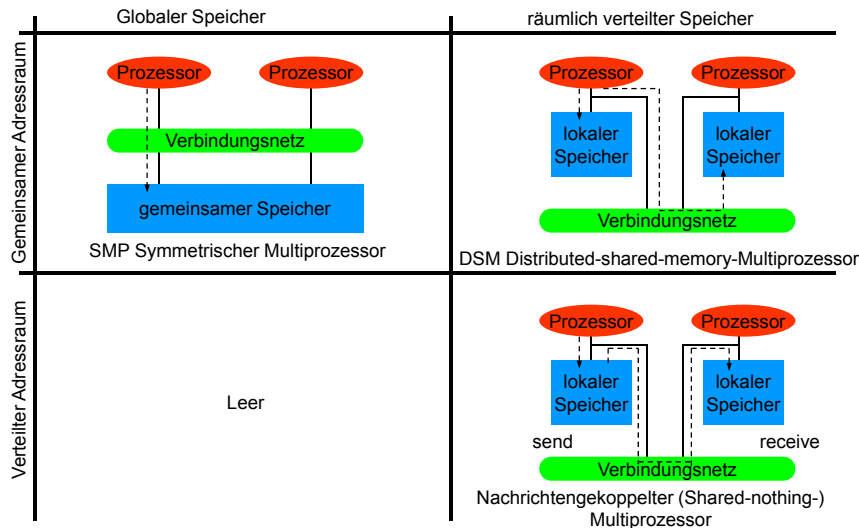 Globaler Speicher
räumlich verteilter Speicher
Gemeinsamer Adressraum
Prozessor
Prozessor
Verbindungsnetz
gemeinsamer Speicher
SMP Symmetrischer Multiprozessor
Prozessor
Prozessor
lokaler
Speicher
lokaler
Speicher
Verbindungsnetz
DSM Distributed-shared-memory-Multiprozessor
Verteilter Adressraum
Leer
Prozessor
Prozessor
lokaler
Speicher
lokaler
Speicher
send
receive
Verbindungsnetz
Nachrichtengekoppelter (Shared-nothing-)
Multiprozessor